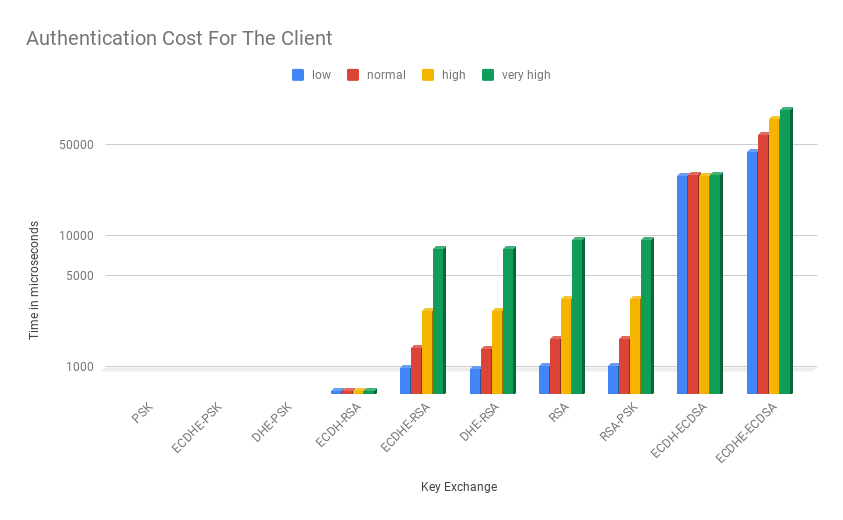 Authentication Cost For The Client
low normal high very high
50000
10000
5000
1000
Time in microseconds
PSK
ECDHE-PSK
DHE-PSK
ECDH-RSA
ECDHE-RSA
DHE-RSA
RSA
RSA-PSK
ECDH-ECDSA
ECDHE-ECDSA
Key Exchange